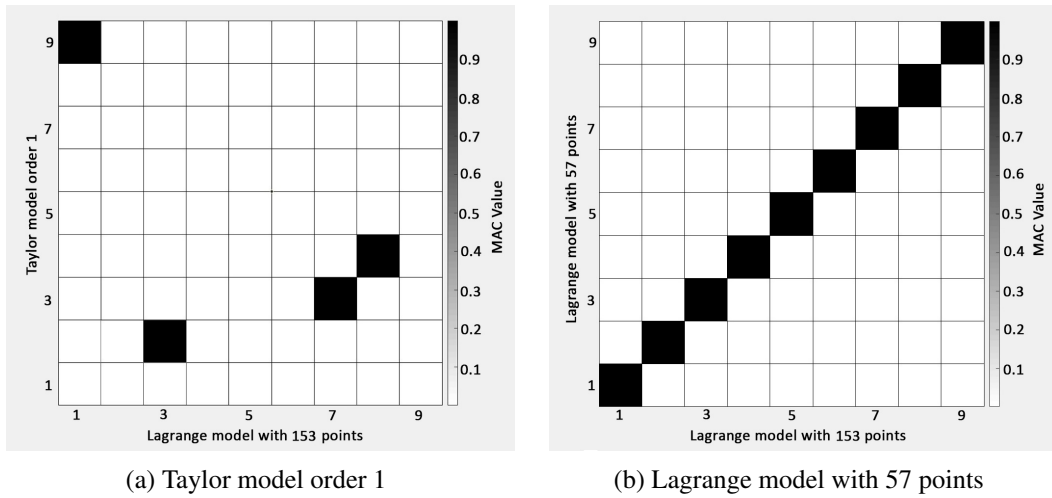 9
7
5
3
1
Taylor model order 1
1 3 5 7 9
Lagrange model with 153 points
0.9
0.8
0.7
0.6
0.5
0.4
0.3
0.2
0.1
MAC Value
(a) Taylor model order 1
9
7
5
3
1
Lagrange model with 57 points
1 3 5 7 9
Lagrange model with 153 points
0.9
0.8
0.7
0.6
0.5
0.4
0.3
0.2
0.1
MAC Value
(b) Lagrange model with 57 points